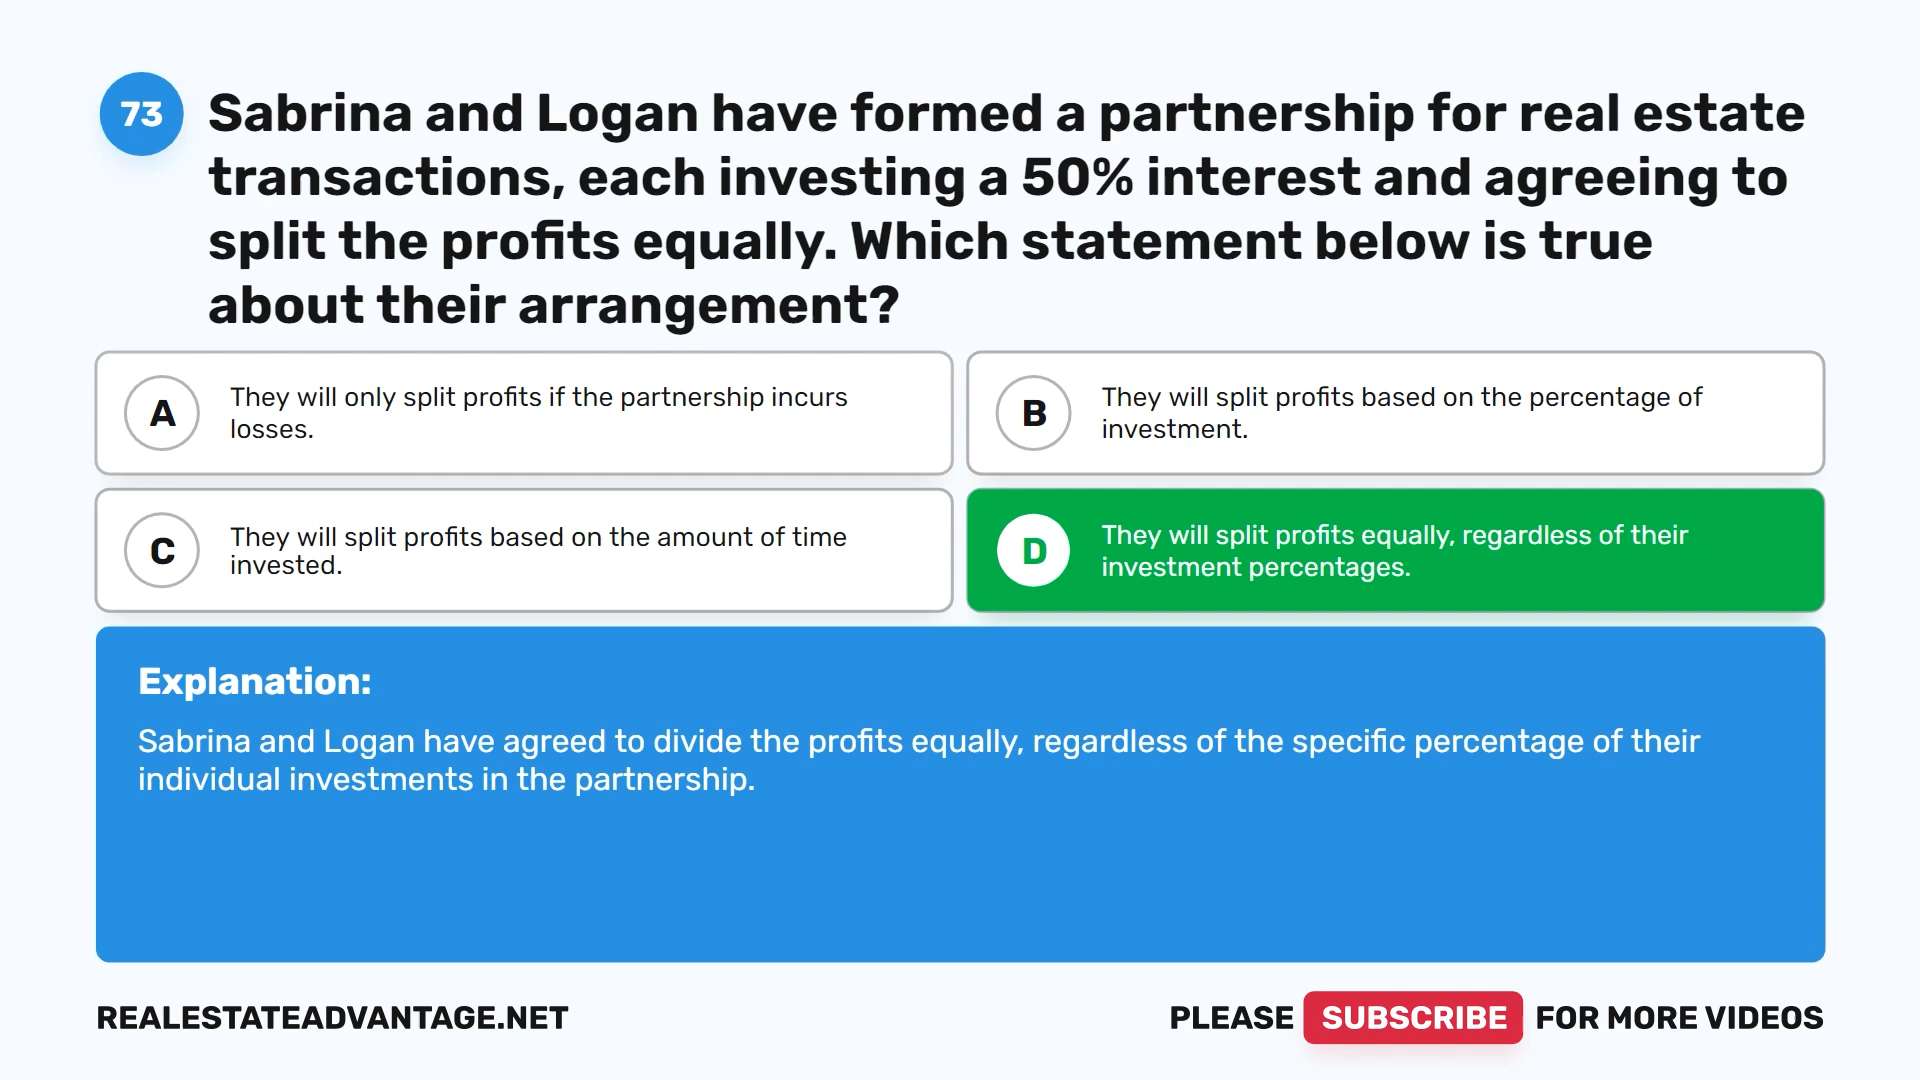 73
Sabrina and Logan have formed a partnership for real estate
transactions, each investing a 50% interest and agreeing to
split the profits equally. Which statement below is true
about their arrangement?
A
They will only split profits if the partnership incurs
losses.
B
They will split profits based on the percentage of
investment.
C
They will split profits based on the amount of time
invested.
D
They will split profits equally, regardless of their
investment percentages.
Explanation:
Sabrina and Logan have agreed to divide the profits equally, regardless of the specific percentage of their
individual investments in the partnership.
REALESTATEADVANTAGE.NET
PLEASE SUBSCRIBE FOR MORE VIDEOS